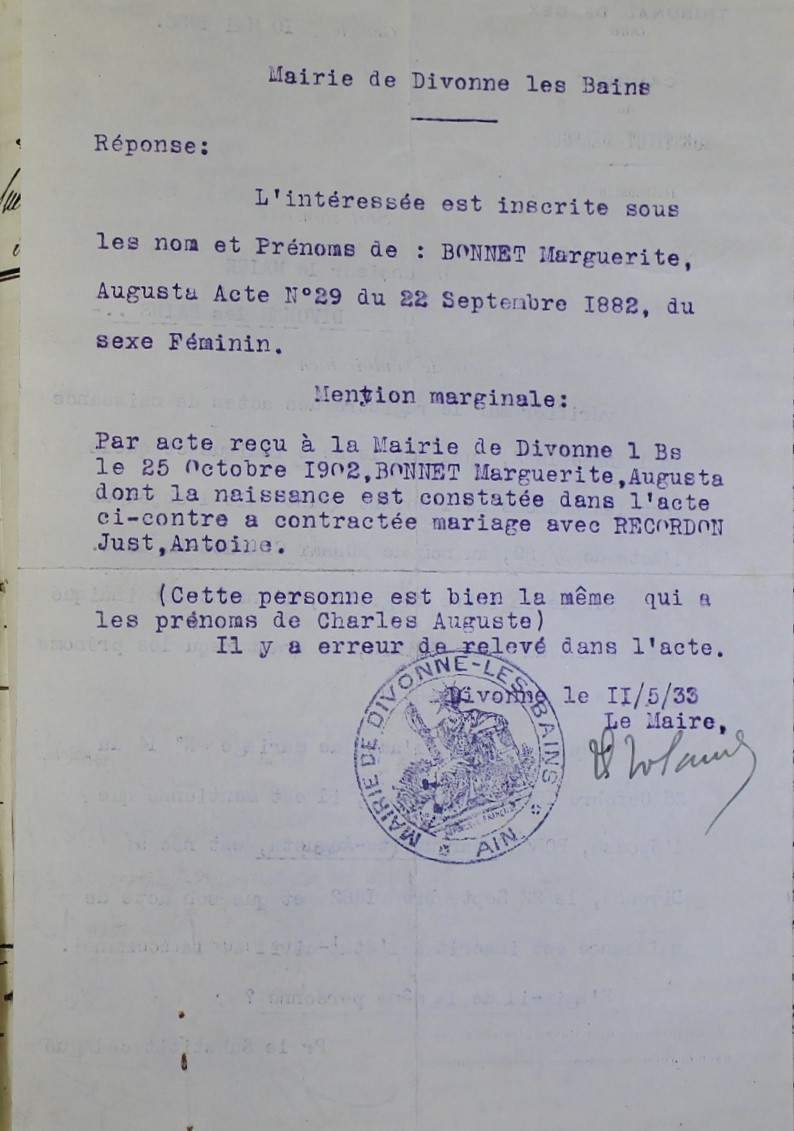 Mairie de Divonne les Bains
Réponse:
L'intéressée est inscrite sous
les nom et Prénoms de : BONNET Marguerite,
Augusta Acte N°29 du 22 Septembre I882, du
sexe Féminin.
Mention marginale:
Par acte reçu à la Mairie de Divonne l Bs
le 25 Octobre I902,BONNET Marguerite,Augusta
dont la naissance est constatée dans l'acte
ci-contre a contractée mariage avec RECORDON
Just,Antoine.
(Cette personne est bien la même qui a
les prénoms de Charles Auguste)
Il y a erreur de relevé dans l'acte.
Divonne le II/5/33
Le Maire,
MAIRIE DE DIVONNE-LES-BAINS
AIN